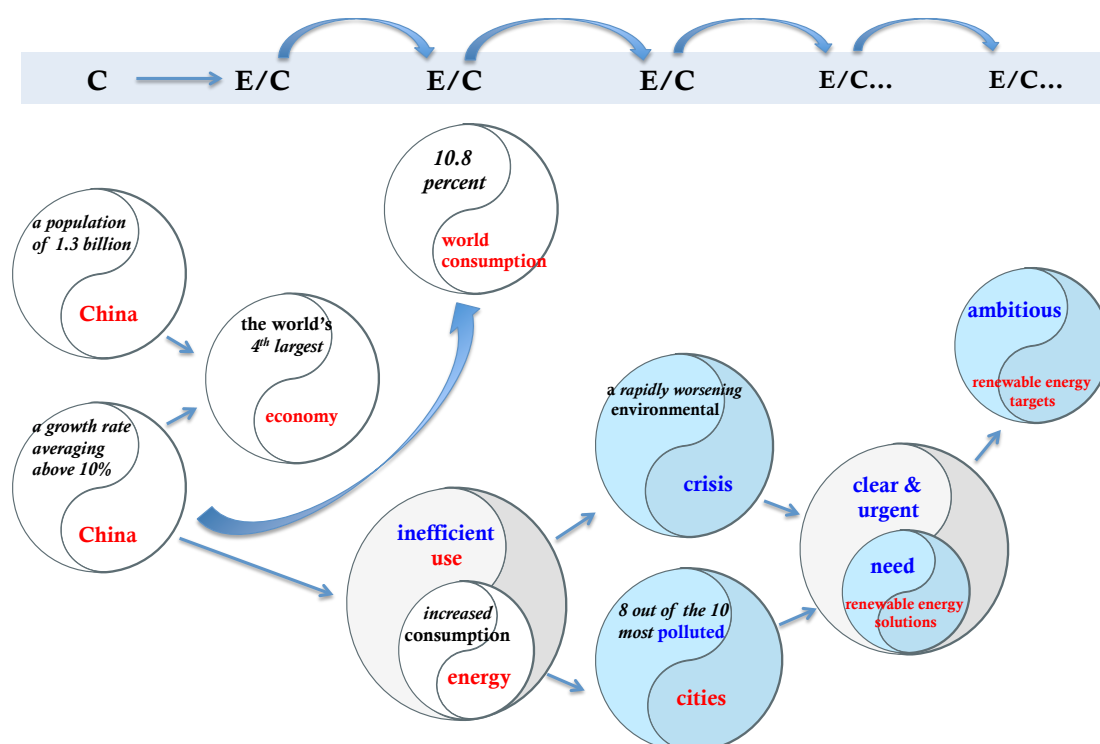 C
E/C
E/C
E/C
E/C...
E/C...
10.8
percent
world
consumption
a population
of 1.3 billion
China
the world's
4th largest
economy
a growth rate
averaging
above 10%
China
inefficient
use
increased
consumption
energy
a rapidly worsening
environmental
crisis
8 out of the 10
most polluted
cities
clear &
urgent
need
renewable energy
solutions
ambitious
renewable energy
targets